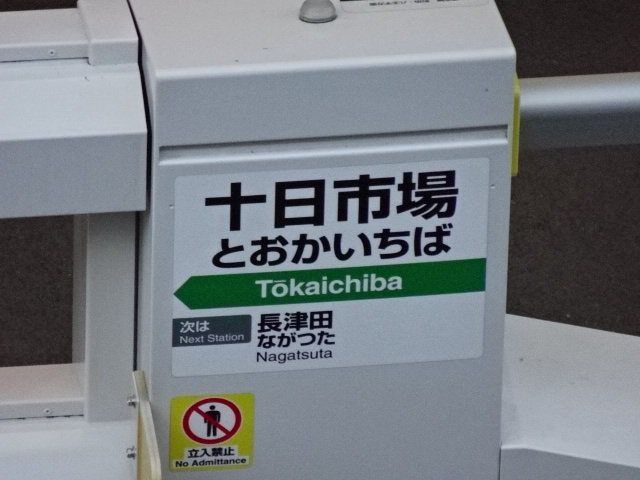 十日市場
とおかいちば
Tōkaichiba
次は
Next Station
長津田
ながつた
Nagatsuta
立入禁止
No Admittance